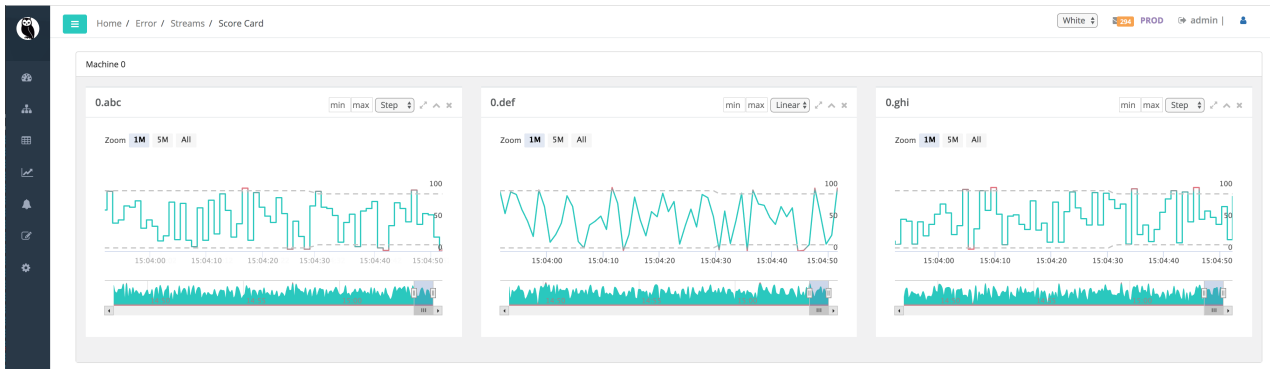 Home / Error / Streams / Score Card
White 294 PROD admin |
Machine 0
0.abc min max Step
Zoom 1M 5M All
100
50
0
15:04:00 15:04:10 15:04:20 15:04:30 15:04:40 15:04:50
0.def min max Linear
Zoom 1M 5M All
100
50
0
15:04:00 15:04:10 15:04:20 15:04:30 15:04:40 15:04:50
0.ghi min max Step
Zoom 1M 5M All
100
50
0
15:04:00 15:04:10 15:04:20 15:04:30 15:04:40 15:04:50